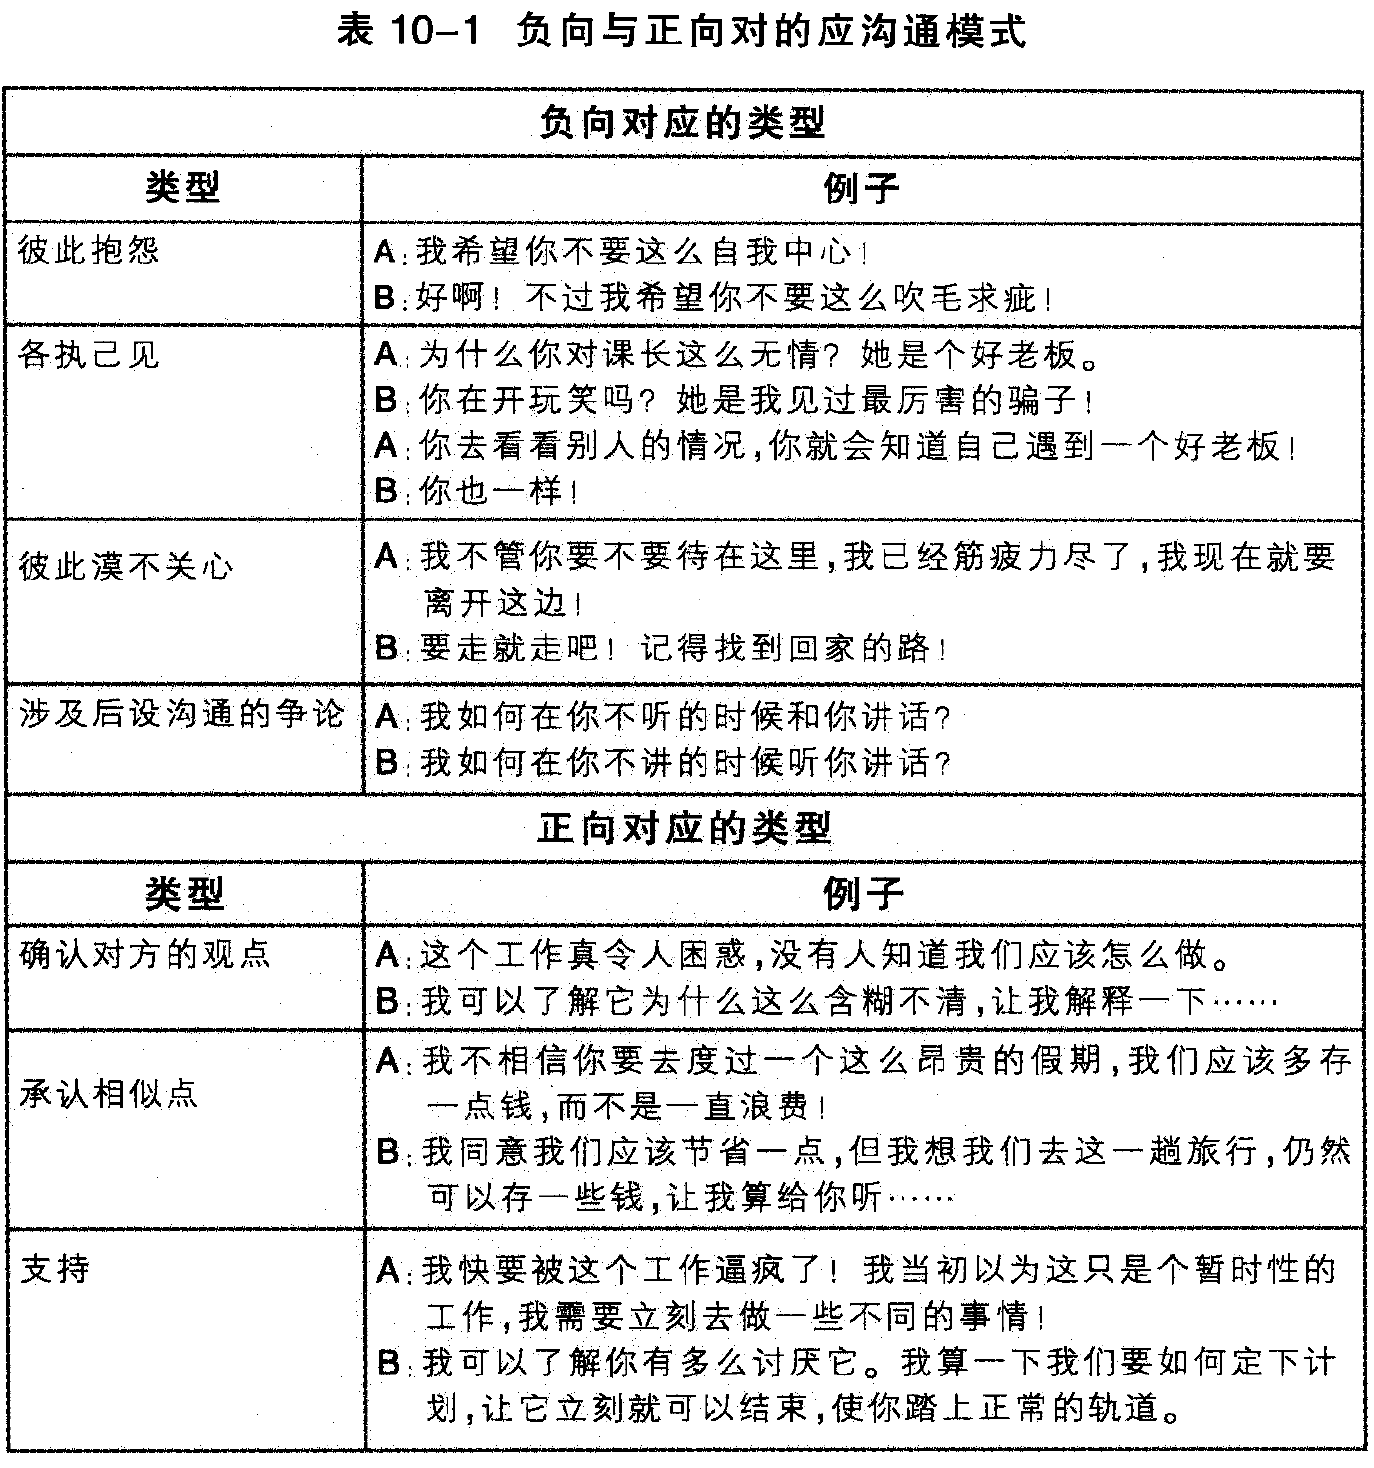 表 10-1 负向与正向对的应沟通模式
负向对应的类型
类型 例子
彼此抱怨
A:我希望你不要这么自我中心!
B:好啊! 不过我希望你不要这么吹毛求疵!
各执己见
A:为什么你对课长这么无情? 她是个好老板。
B:你在开玩笑吗? 她是我见过最厉害的骗子!
A:你去看看别人的情况,你就会知道自己遇到一个好老板!
B:你也一样!
彼此漠不关心
A:我不管你要不要待在这里,我已经筋疲力尽了,我现在就要
离开这边!
B:要走就走吧! 记得找到回家的路!
涉及后设沟通的争论
A:我如何在你不听的时候和你讲话?
B:我如何在你不讲的时候听你讲话?
正向对应的类型
类型 例子
确认对方的观点
A:这个工作真令人困惑,没有人知道我们应该怎么做。
B:我可以了解它为什么这么含糊不清,让我解释一下……
承认相似点
A:我不相信你要去度过一个这么昂贵的假期,我们应该多存
一点钱,而不是一直浪费!
B:我同意我们应该节省一点,但我想我们去这一趟旅行,仍然
可以存一些钱,让我算给你听……
支持
A:我快要被这个工作逼疯了! 我当初以为这只是个暂时性的
工作,我需要立刻去做一些不同的事情!
B:我可以了解你有多么讨厌它。我算一下我们要如何定下计
划,让它立刻就可以结束,使你踏上正常的轨道。